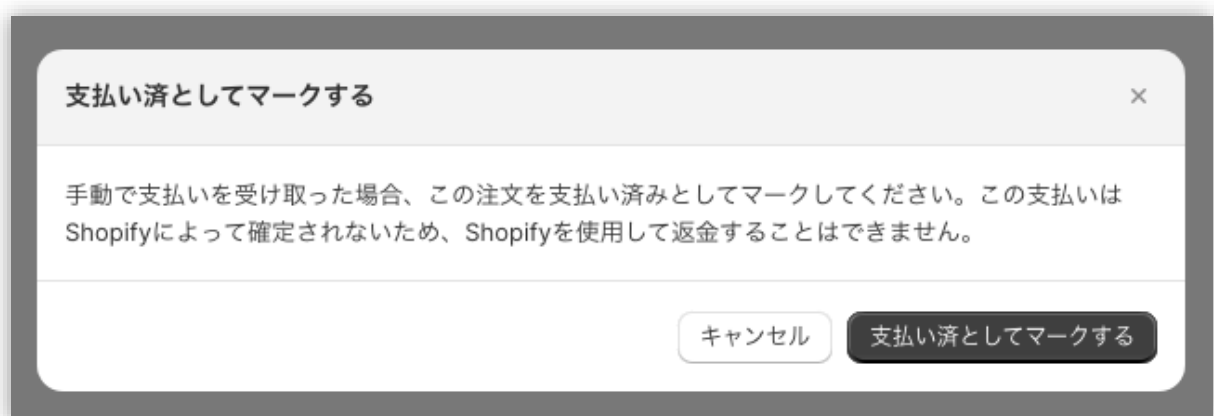 支払い済としてマークする
手動で支払いを受け取った場合、この注文を支払い済みとしてマークしてください。この支払いは
Shopifyによって確定されないため、Shopifyを使用して返金することはできません。
キャンセル
支払い済としてマークする